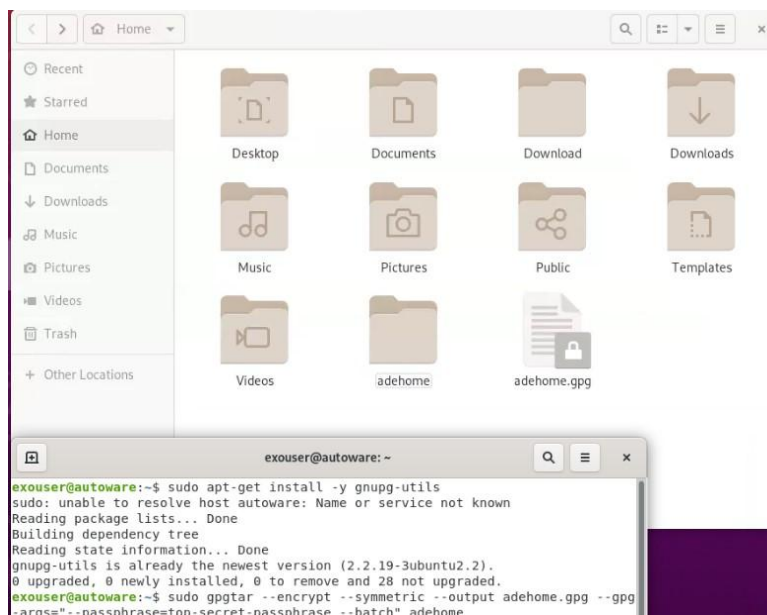 Home
Recent
Starred
Home
Documents
Downloads
Music
Pictures
Videos
Trash
+ Other Locations
Desktop Documents Download Downloads
Music Pictures Public Templates
Videos adehome adehome.gpg
exouser@autoware: ~
exouser@autoware:~$ sudo apt-get install -y gnupg-utils
sudo: unable to resolve host autoware: Name or service not known
Reading package lists... Done
Building dependency tree
Reading state information... Done
gnupg-utils is already the newest version (2.2.19-3ubuntu2.2).
0 upgraded, 0 newly installed, 0 to remove and 28 not upgraded.
exouser@autoware:~$ sudo gpgtar --encrypt --symmetric --output adehome.gpg --gpg
-args="--passphrase=top-secret-passphrase --batch" adehome